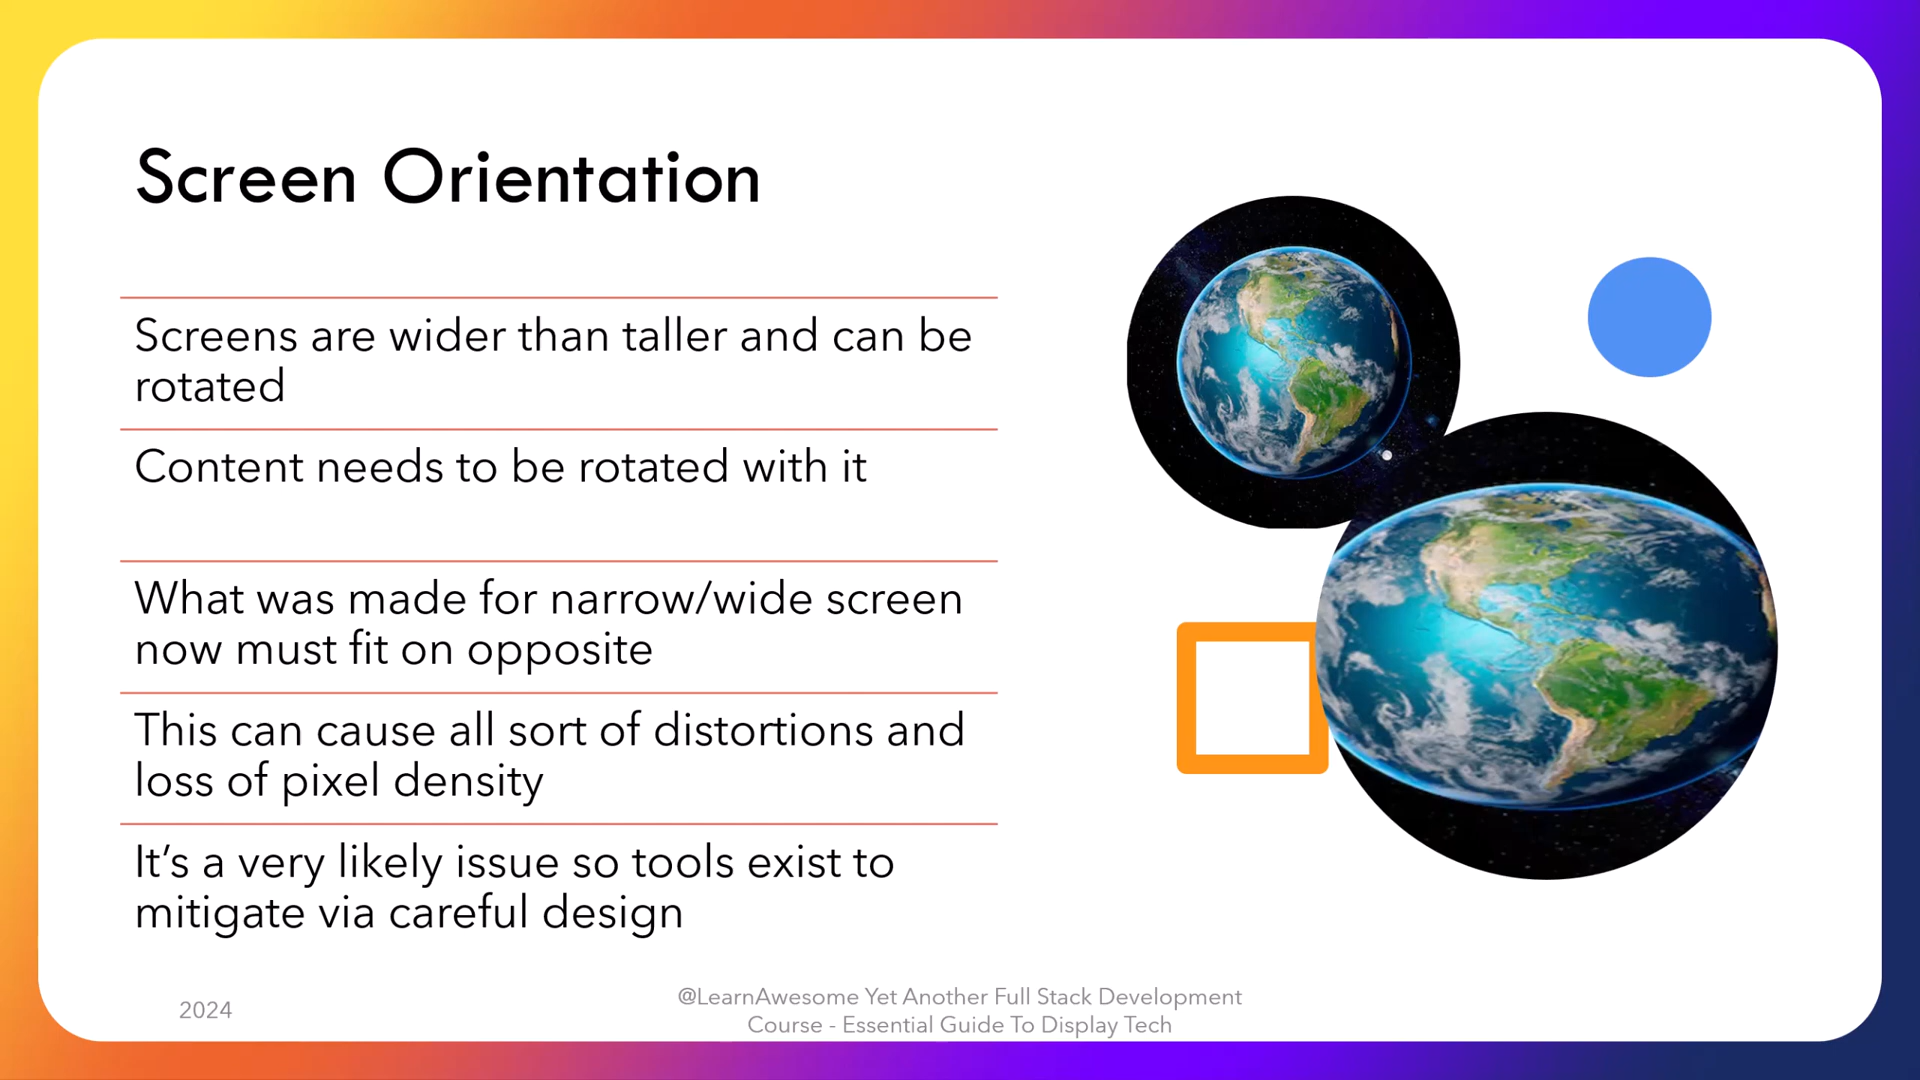 Screen Orientation
Screens are wider than taller and can be
rotated
Content needs to be rotated with it
What was made for narrow/wide screen
now must fit on opposite
This can cause all sort of distortions and
loss of pixel density
It’s a very likely issue so tools exist to
mitigate via careful design
2024
@LearnAwesome Yet Another Full Stack Development
Course - Essential Guide To Display Tech